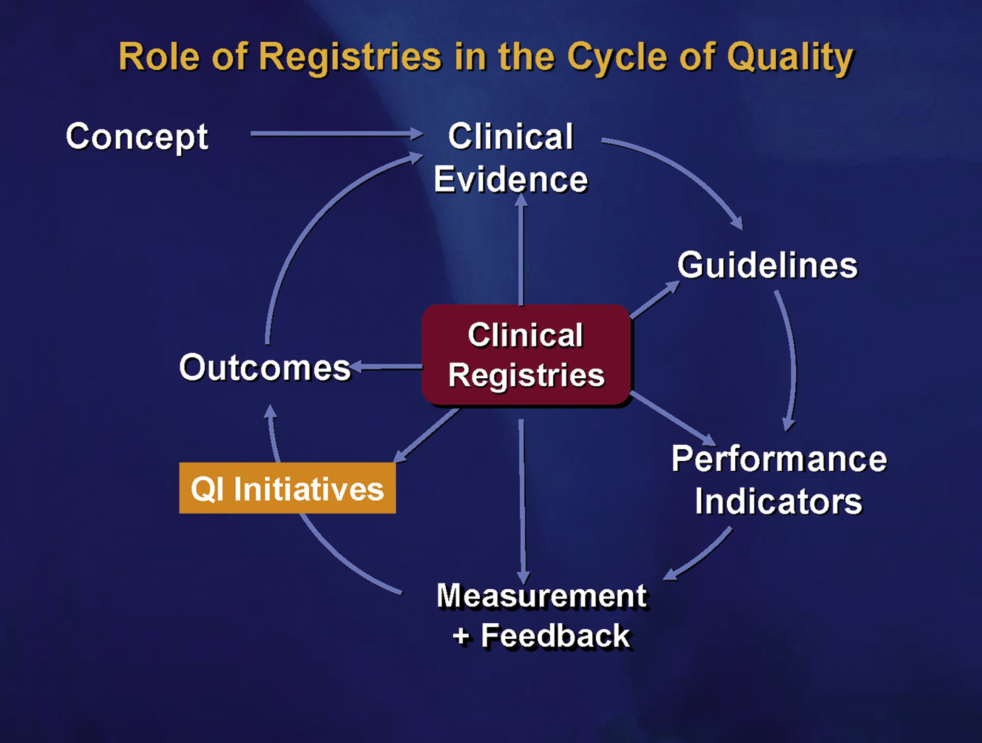 Role of Registries in the Cycle of Quality
Concept
Clinical
Evidence
Guidelines
Clinical
Registries
Outcomes
Performance
Indicators
QI Initiatives
Measurement
+ Feedback